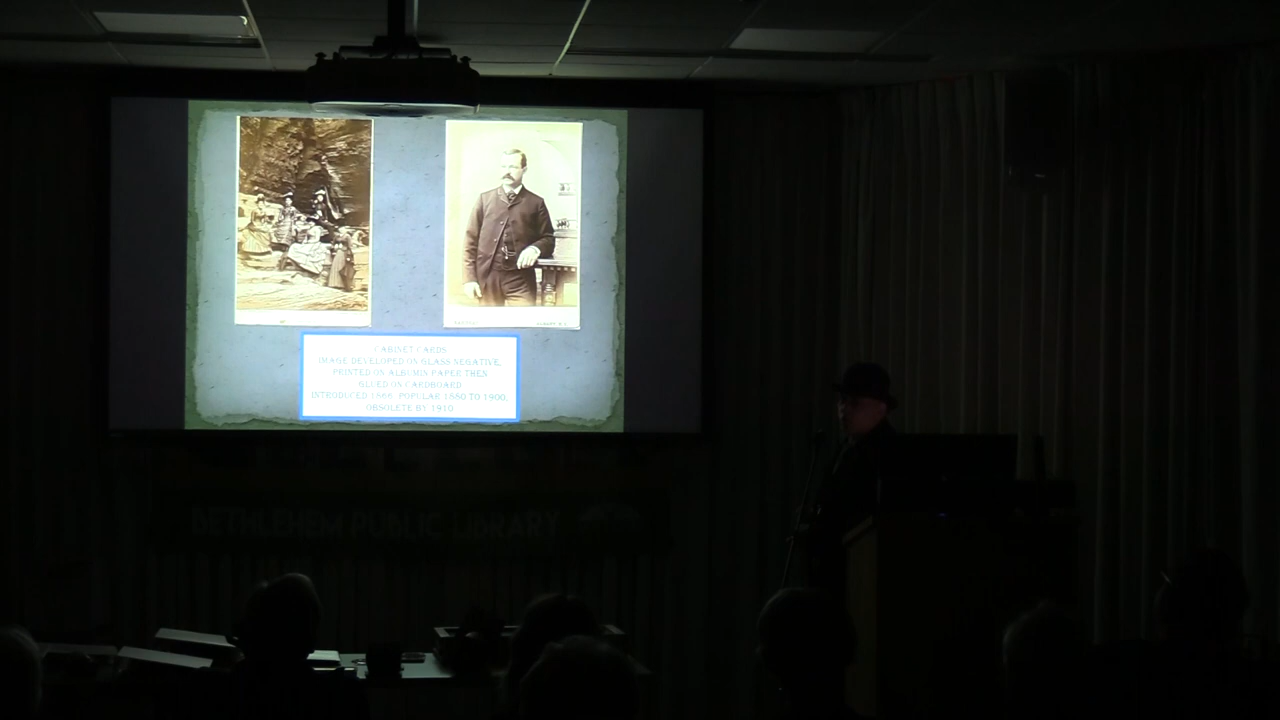 CABINET CARDS
IMAGE DEVELOPED ON GLASS NEGATIVE,
PRINTED ON ALBUMIN PAPER THEN
GLUED ON CARDBOARD
INTRODUCED 1866, POPULAR 1880 TO 1900,
OBSOLETE BY 1910
BETHLEHEM PUBLIC LIBRARY